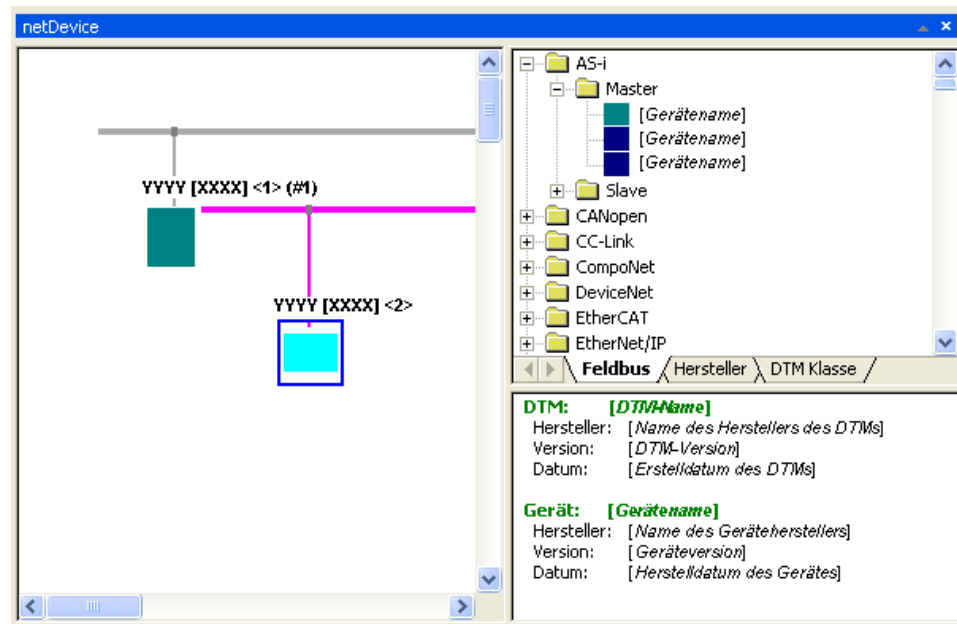 netDevice
YYYY [XXXX] <1> (#1)
YYYY [XXXX] <2>
AS-i
Master
[Gerätename]
[Gerätename]
[Gerätename]
Slave
CANopen
CC-Link
CompoNet
DeviceNet
EtherCAT
EtherNet/IP
Feldbus Hersteller DTM Klasse
DTM: [DTM-Name]
Hersteller: [Name des Herstellers des DTMs]
Version: [DTM-Version]
Datum: [Erstelldatum des DTMs]
Gerät: [Gerätename]
Hersteller: [Name des Geräteherstellers]
Version: [Geräteversion]
Datum: [Herstelldatum des Gerätes]